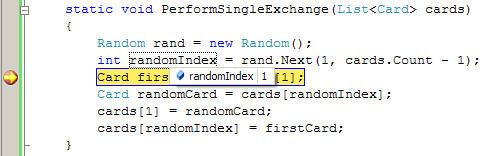 static void PerformSingleExchange(List<Card> cards)
{
Random rand = new Random();
int randomIndex = rand.Next(1, cards.Count - 1);
Card firs randomIndex 1 [1];
Card randomCard = cards[randomIndex];
cards[1] = randomCard;
cards[randomIndex] = firstCard;
}